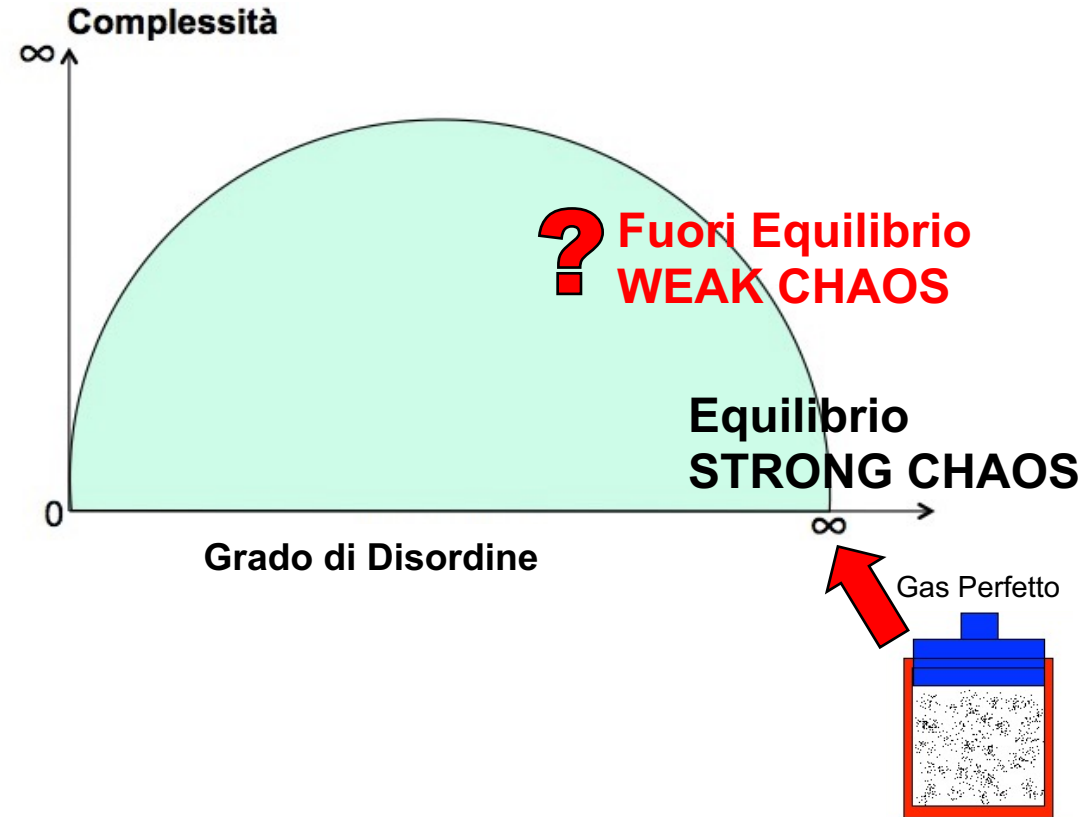 Complessità
∞
? Fuori Equilibrio
WEAK CHAOS
Equilibrio
STRONG CHAOS
0
∞
Grado di Disordine
Gas Perfetto